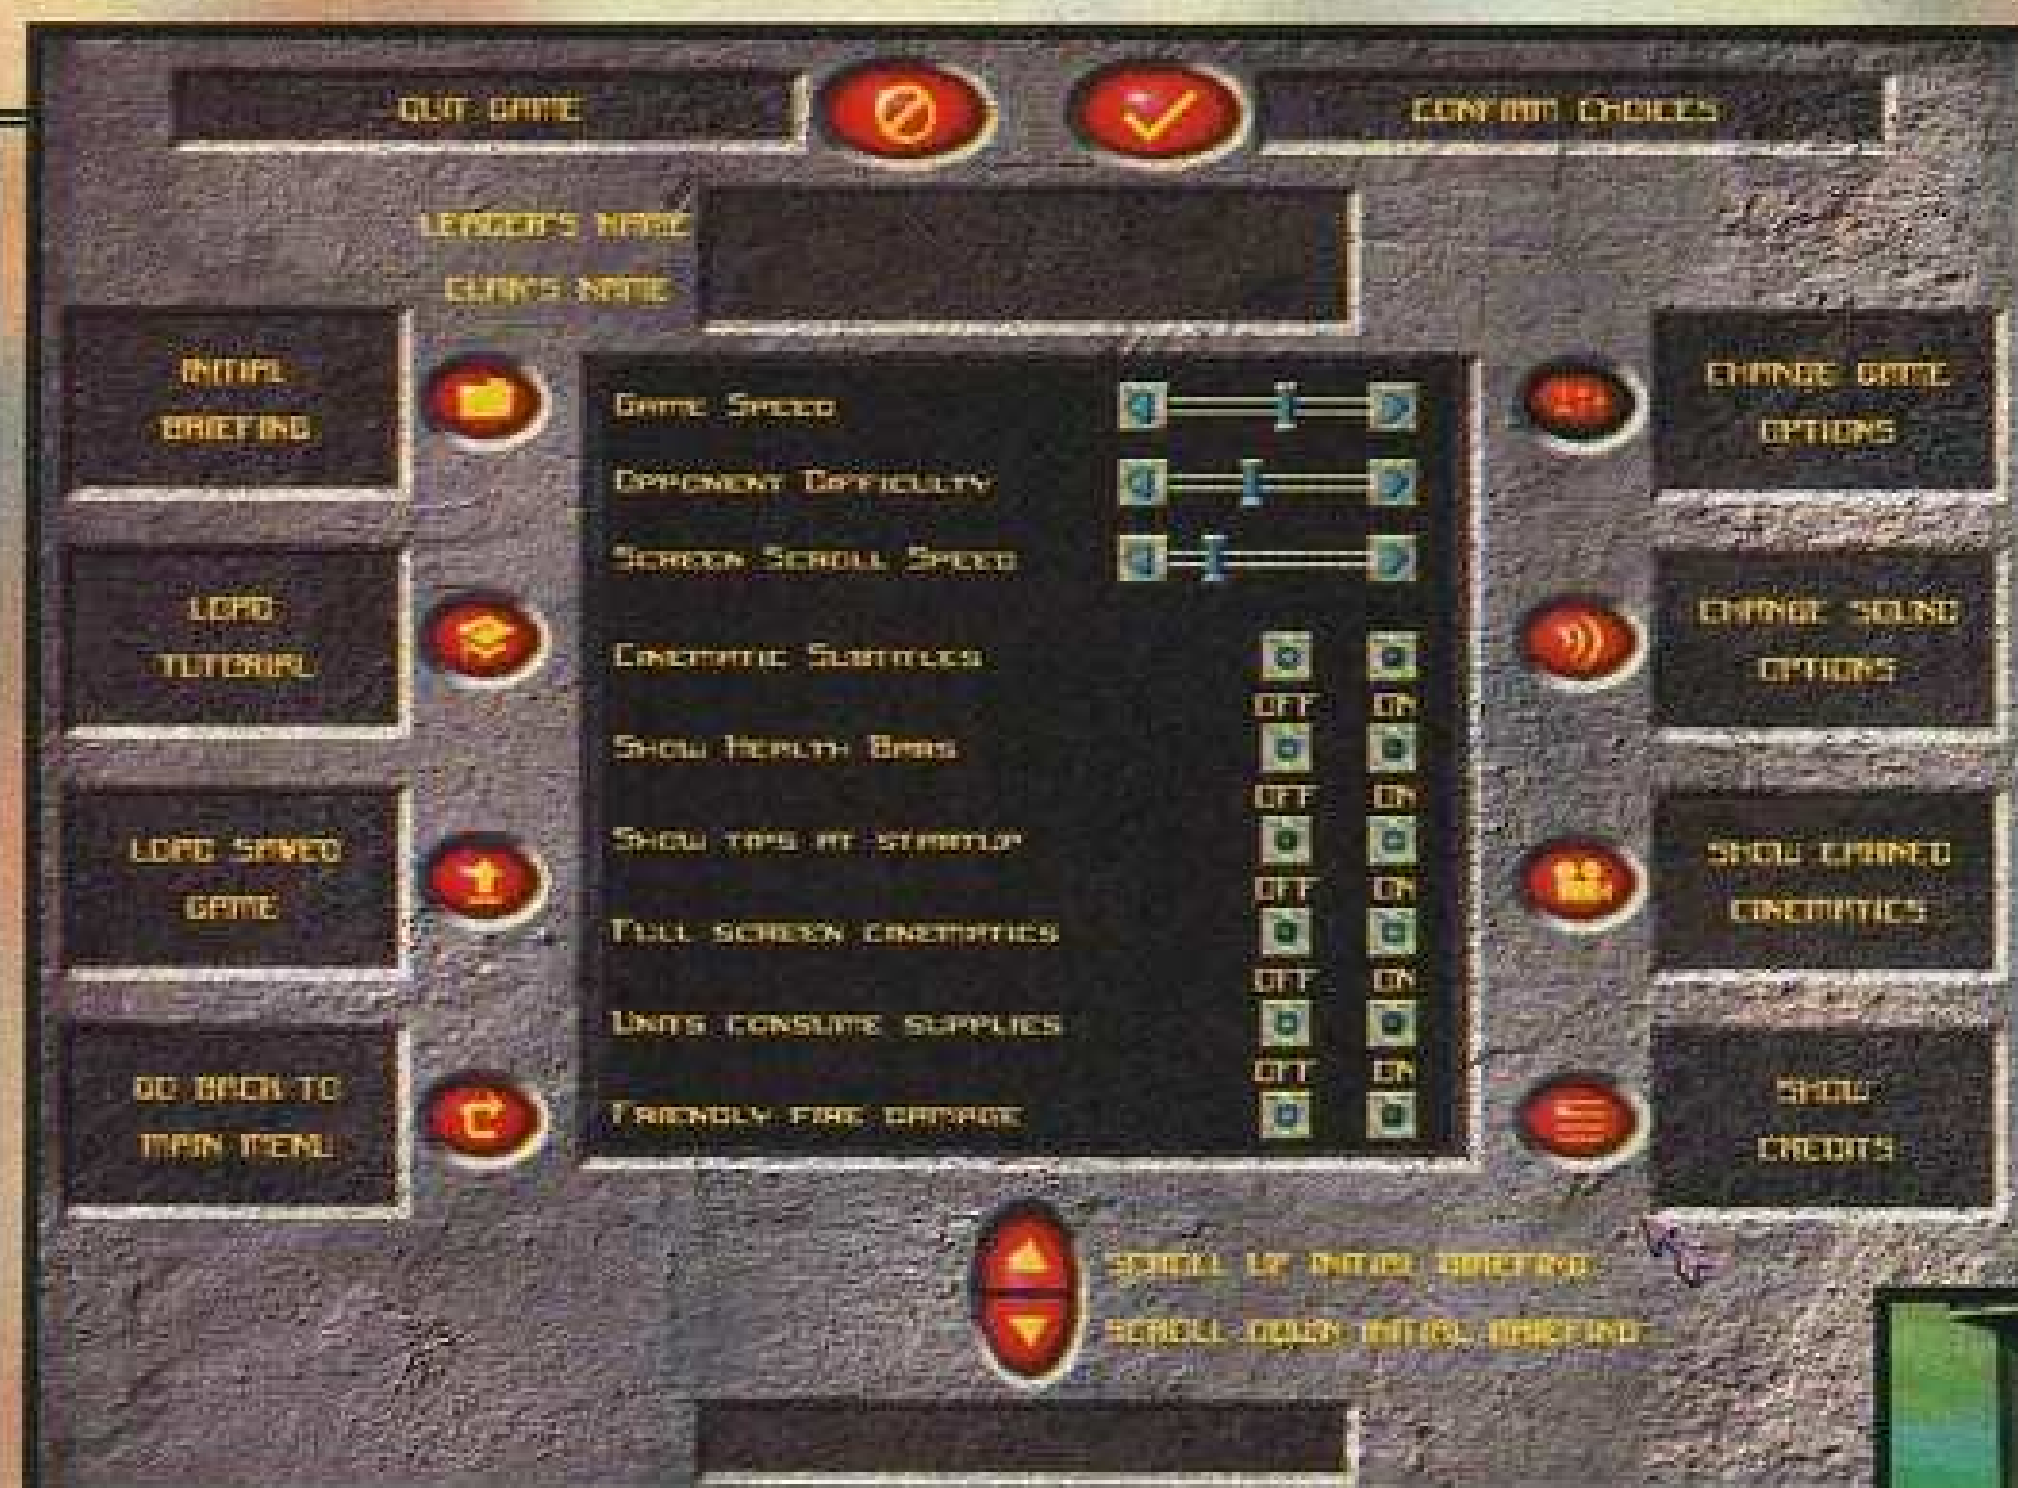 QUIT GAME
CONFIRM CHOICES
LEADER'S NAME
CLAN'S NAME
INITIAL
BRIEFING
LOAD
TUTORIAL
LOAD SAVED
GAME
GO BACK TO
MAIN MENU
GAME SPEED
OPPONENT DIFFICULTY
SCREEN SCROLL SPEED
CINEMATIC SUBTITLES
OFF ON
SHOW HEALTH BARS
OFF ON
SHOW TIPS AT STARTUP
OFF ON
FULL SCREEN CINEMATICS
OFF ON
UNITS CONSUME SUPPLIES
OFF ON
FRIENDLY FIRE DAMAGE
CHANGE GAME
OPTIONS
CHANGE SOUND
OPTIONS
SHOW EARNED
CINEMATICS
SHOW
CREDITS
SCROLL UP INITIAL BRIEFING
SCROLL DOWN INITIAL BRIEFING